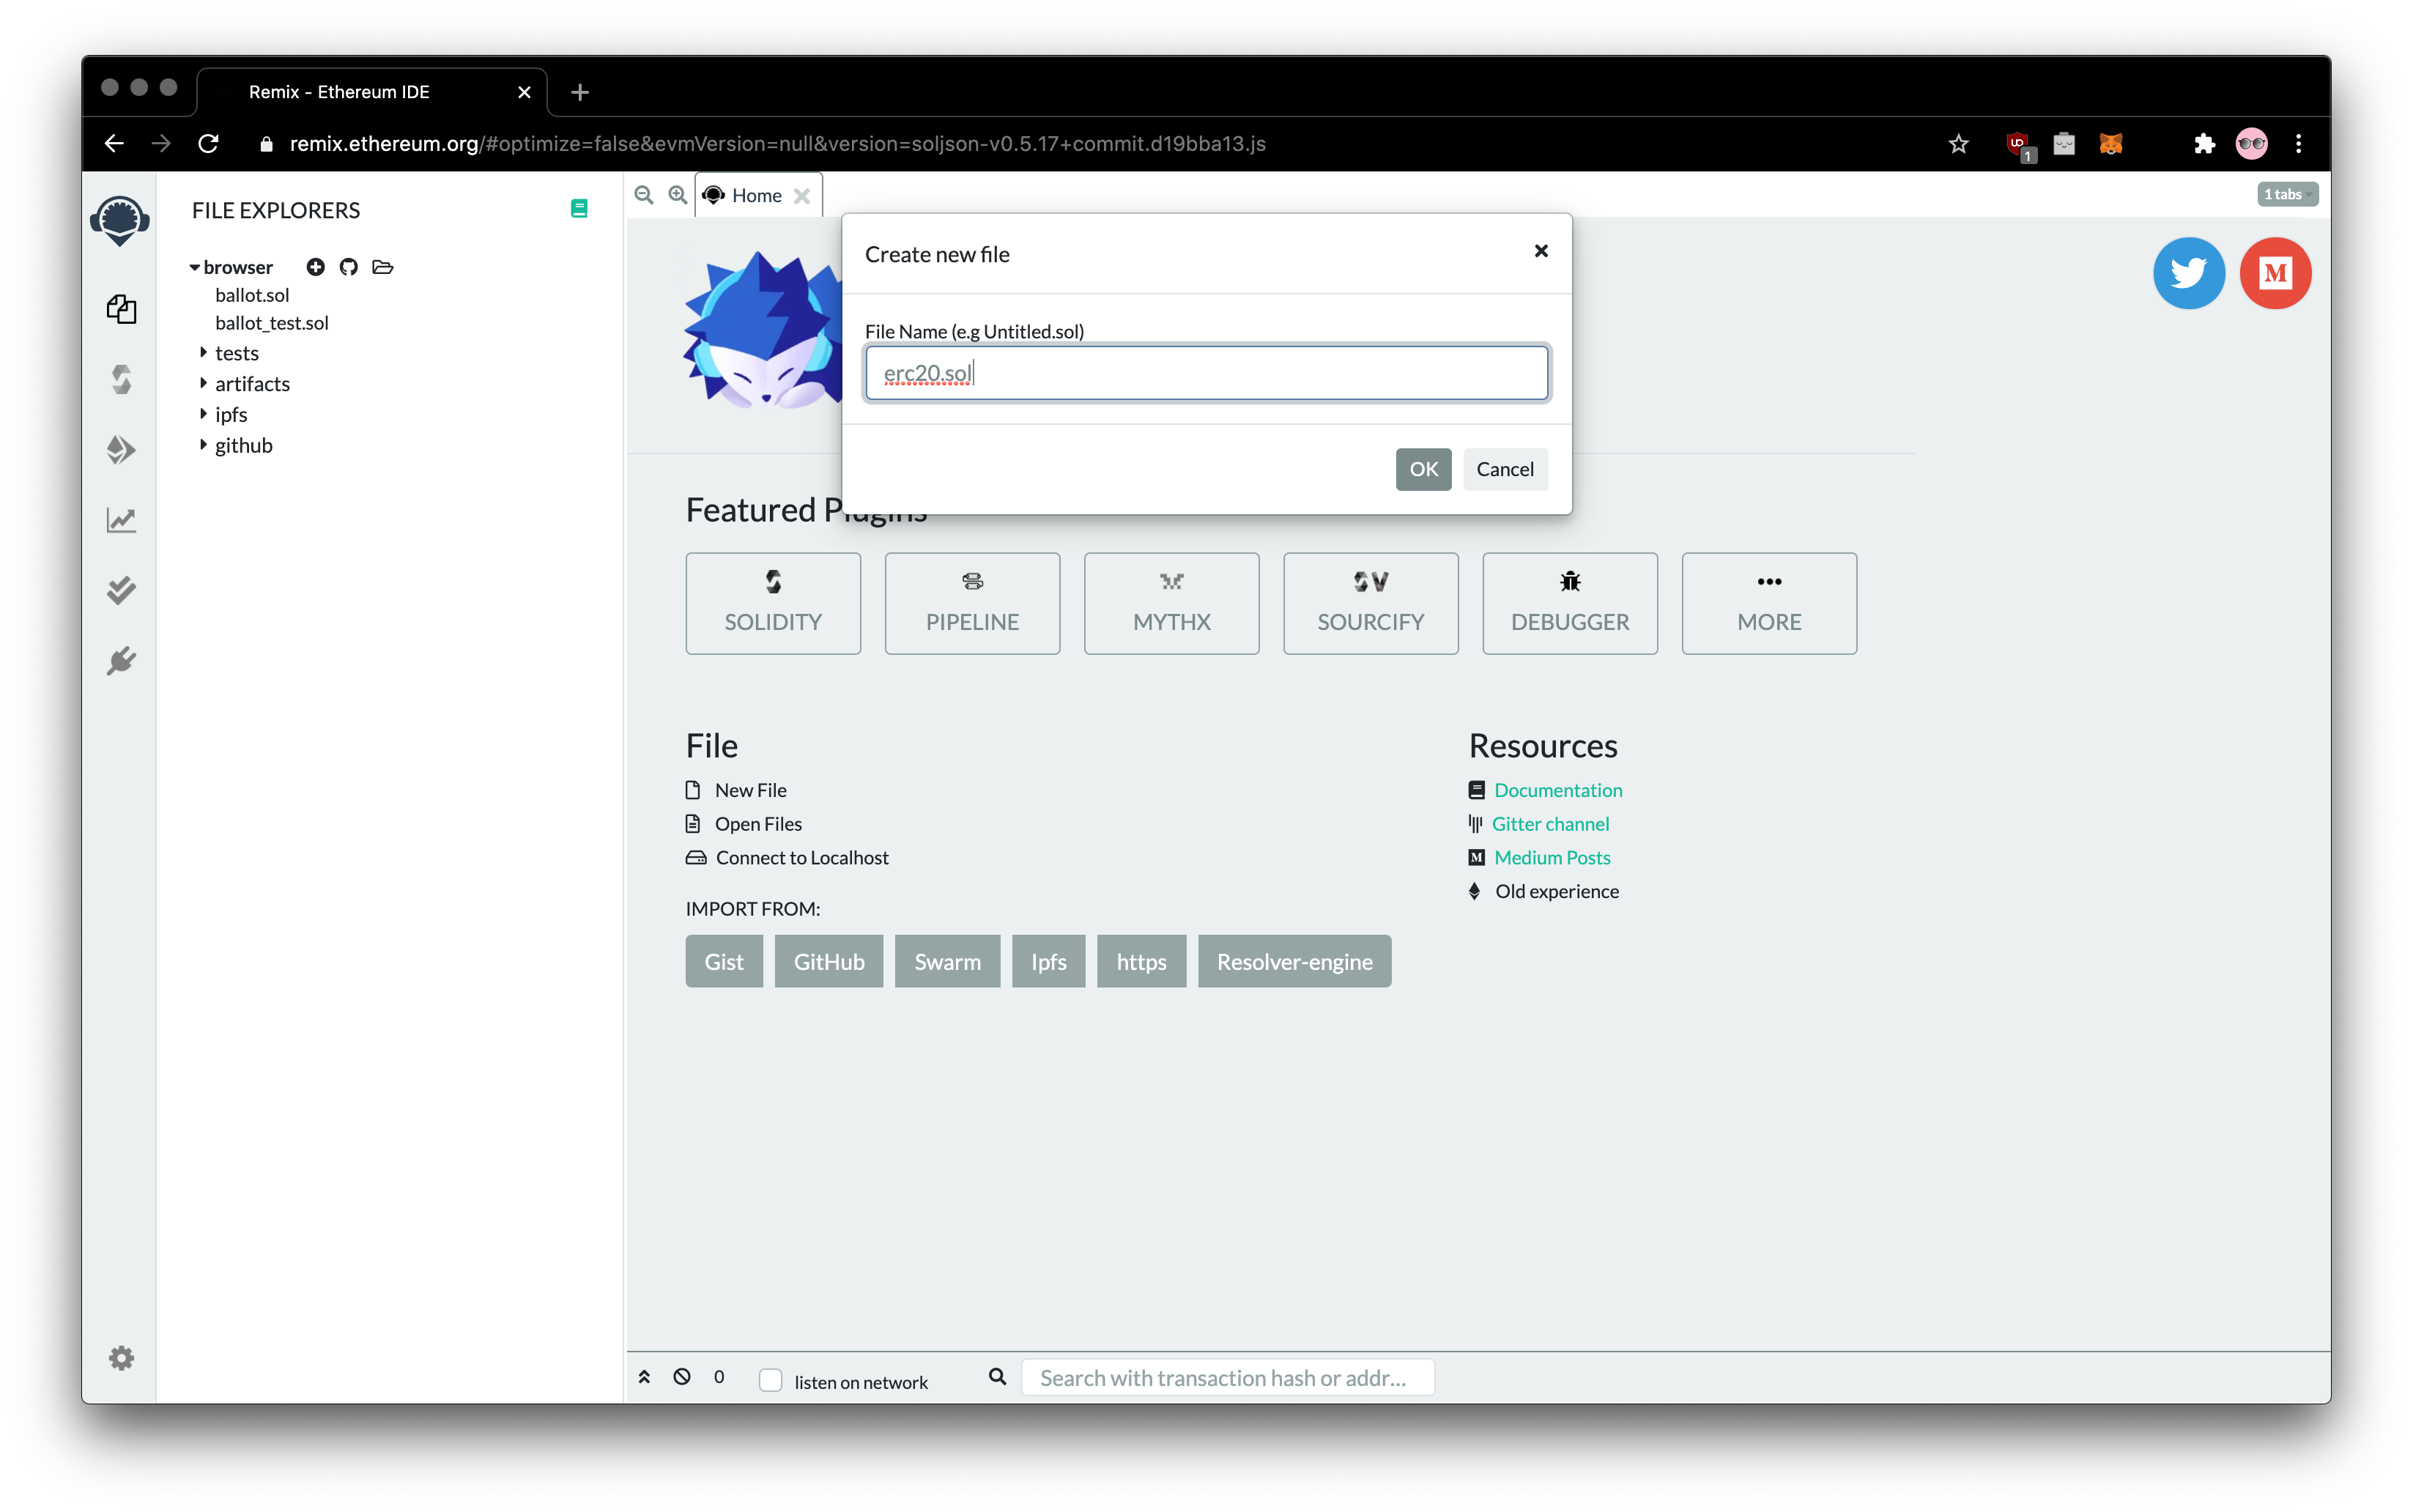 Remix - Ethereum IDE
remix.ethereum.org/#optimize=false&evmVersion=null&version=soljson-v0.5.17+commit.d19bba13.js
1
FILE EXPLORERS
Home
1 tabs
browser
ballot.sol
ballot_test.sol
tests
artifacts
ipfs
github
Create new file
File Name (e.g Untitled.sol)
erc20.sol
OK Cancel
Featured Plugins
SOLIDITY PIPELINE MYTHX SOURCIFY DEBUGGER MORE
File
New File
Open Files
Connect to Localhost
IMPORT FROM:
Gist GitHub Swarm Ipfs https Resolver-engine
Resources
Documentation
Gitter channel
Medium Posts
Old experience
0 listen on network Search with transaction hash or addr...